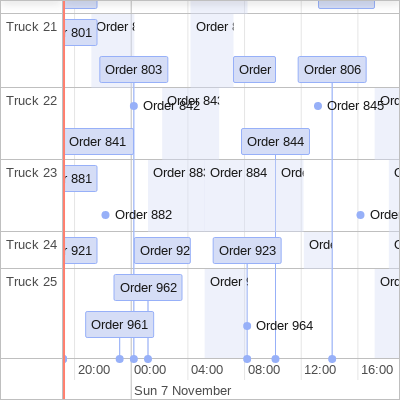 Truck 21
801
Order 8
Order 8
Order 803
Order
Order 806
Truck 22
Order 842
Order 843
Order 845
Ord
Order 841
Order 844
Truck 23
881
Order 883
Order 884
Orde
Order 882
Orde
Truck 24
921
Order 92
Order 923
Orde
Truck 25
Order 962
Order 9
Ord
Order 961
Order 964
20:00
00:00
04:00
08:00
12:00
16:00
Sun 7 November